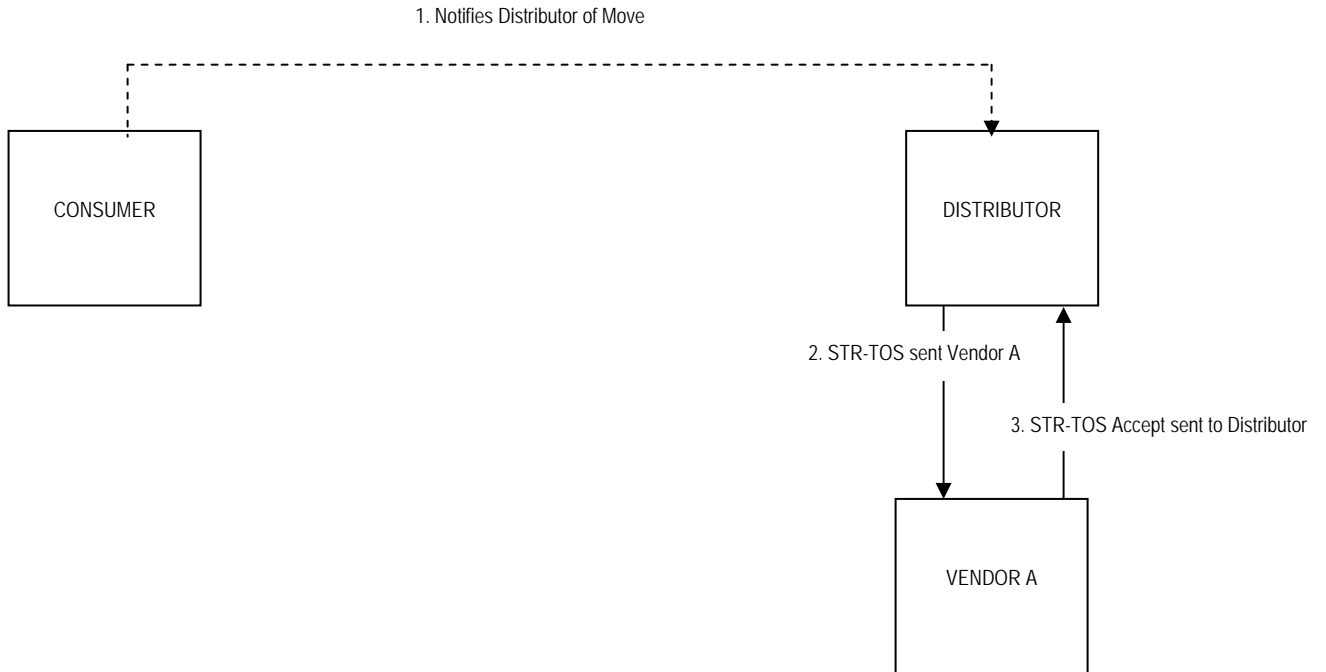 1. Notifies Distributor of Move
CONSUMER
DISTRIBUTOR
2. STR-TOS sent Vendor A
3. STR-TOS Accept sent to Distributor
VENDOR A